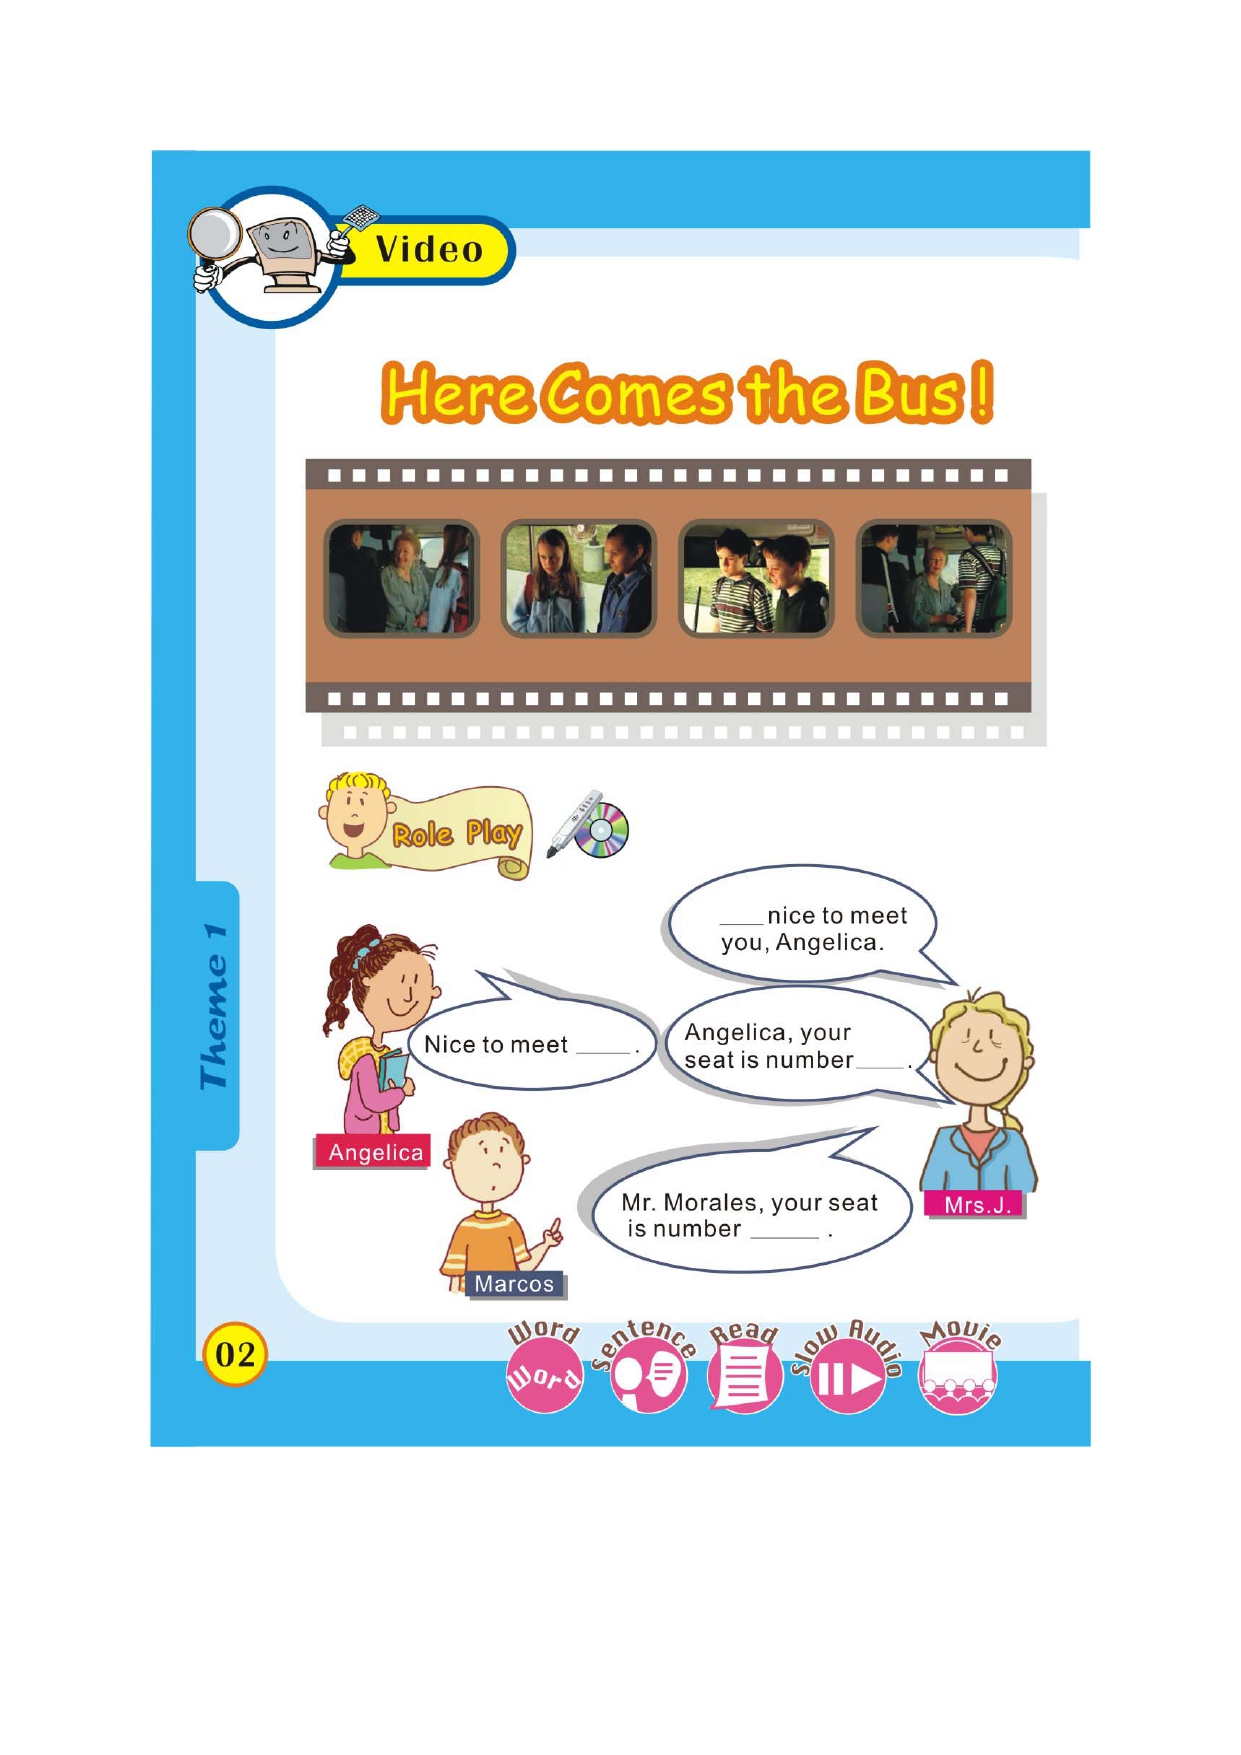 Video
Here Comes the Bus!
Role Play
____ nice to meet
you, Angelica.
Nice to meet ____.
Angelica, your
seat is number____.
Angelica
Mr. Morales, your seat
is number _____ .
Mrs.J.
Marcos
Theme 1
02
Word
Sentence
Read
Slow Audio
Movie
Word